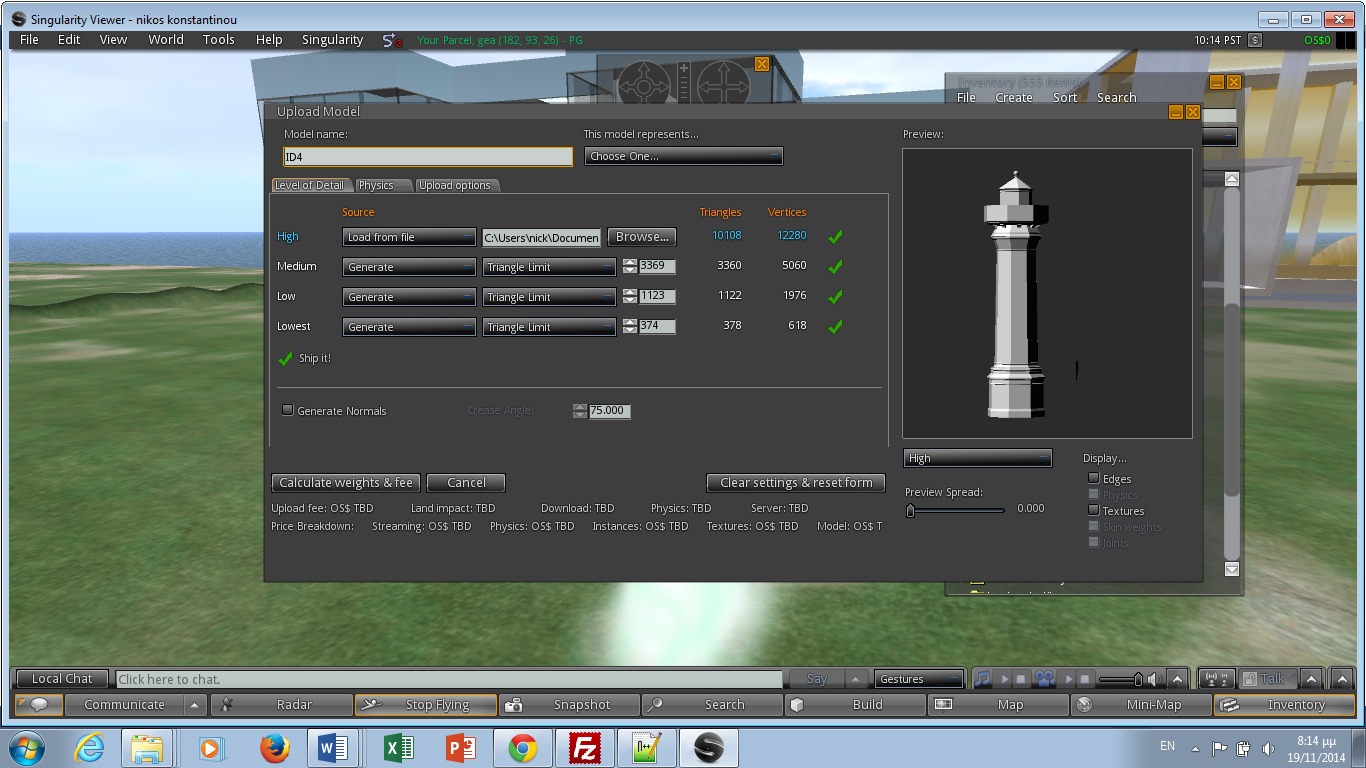 Singularity Viewer - nikos konstantinou
File Edit View World Tools Help Singularity Your Parcel, gea (182, 93, 26) - PG 10:14 PST $ OS$0
Inventory (555 items)
File Create Sort Search
Upload Model
Model name: This model represents... Preview:
ID4 Choose One...
Level of Detail Physics Upload options
Source Triangles Vertices
High Load from file C:\Users\nick\Documen Browse... 10108 12280
Medium Generate Triangle Limit 3369 3360 5060
Low Generate Triangle Limit 1123 1122 1976
Lowest Generate Triangle Limit 374 378 618
Ship it!
Generate Normals Crease Angle: 75.000
High Display...
Edges
Calculate weights & fee Cancel Clear settings & reset form
Preview Spread: 0.000
Physics
Textures
Skin weights
Joints
Upload fee: OS$ TBD Land impact: TBD Download: TBD Physics: TBD Server: TBD
Price Breakdown: Streaming: OS$ TBD Physics: OS$ TBD Instances: OS$ TBD Textures: OS$ TBD Model: OS$ T
Local Chat Click here to chat. Say Gestures Talk
Communicate Radar Stop Flying Snapshot Search Build Map Mini-Map Inventory
EN 8:14 μμ
19/11/2014